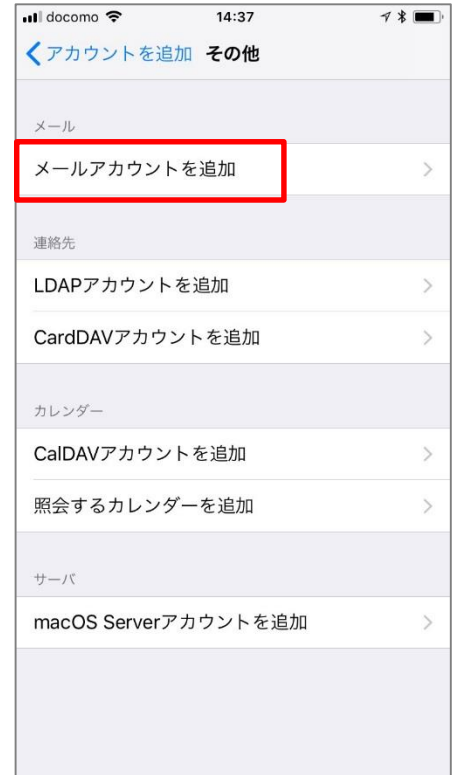 docomo 14:37
アカウントを追加 その他
メール
メールアカウントを追加
連絡先
LDAPアカウントを追加
CardDAVアカウントを追加
カレンダー
CalDAVアカウントを追加
照会するカレンダーを追加
サーバ
macOS Serverアカウントを追加